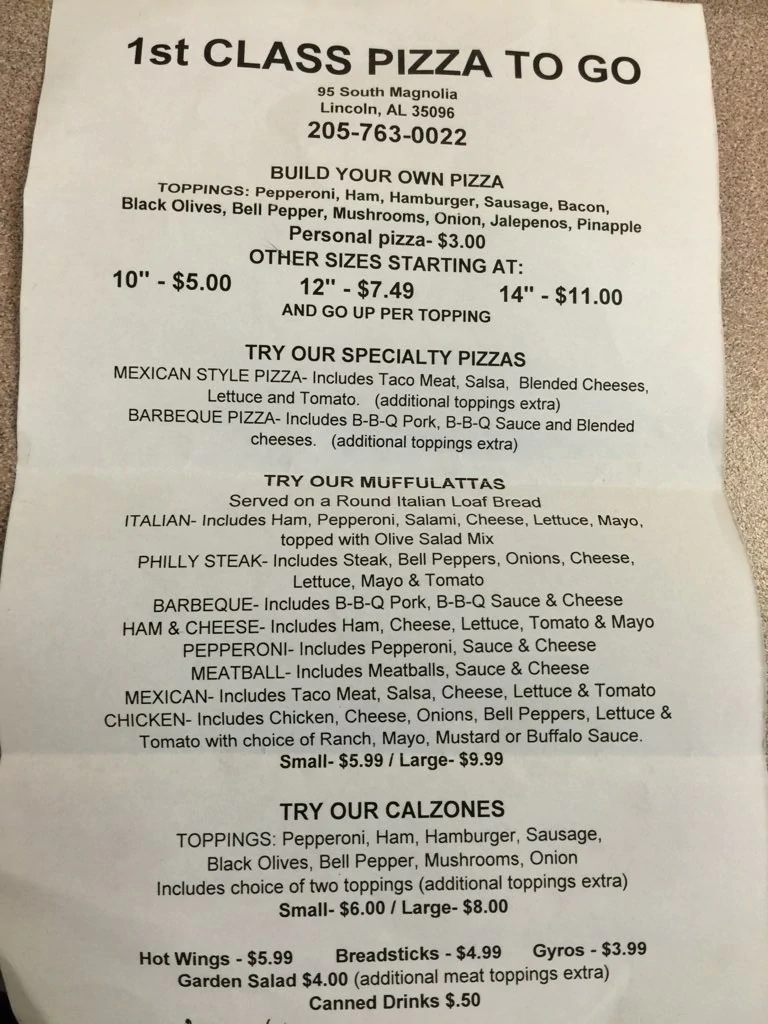 1st CLASS PIZZA TO GO
95 South Magnolia
Lincoln, AL 35096
205-763-0022
BUILD YOUR OWN PIZZA
TOPPINGS: Pepperoni, Ham, Hamburger, Sausage, Bacon,
Black Olives, Bell Pepper, Mushrooms, Onion, Jalepenos, Pinapple
Personal pizza- $3.00
OTHER SIZES STARTING AT:
10" - $5.00 12" - $7.49 14" - $11.00
AND GO UP PER TOPPING
TRY OUR SPECIALTY PIZZAS
MEXICAN STYLE PIZZA- Includes Taco Meat, Salsa, Blended Cheeses,
Lettuce and Tomato. (additional toppings extra)
BARBEQUE PIZZA- Includes B-B-Q Pork, B-B-Q Sauce and Blended
cheeses. (additional toppings extra)
TRY OUR MUFFULATTAS
Served on a Round Italian Loaf Bread
ITALIAN- Includes Ham, Pepperoni, Salami, Cheese, Lettuce, Mayo,
topped with Olive Salad Mix
PHILLY STEAK- Includes Steak, Bell Peppers, Onions, Cheese,
Lettuce, Mayo & Tomato
BARBEQUE- Includes B-B-Q Pork, B-B-Q Sauce & Cheese
HAM & CHEESE- Includes Ham, Cheese, Lettuce, Tomato & Mayo
PEPPERONI- Includes Pepperoni, Sauce & Cheese
MEATBALL- Includes Meatballs, Sauce & Cheese
MEXICAN- Includes Taco Meat, Salsa, Cheese, Lettuce & Tomato
CHICKEN- Includes Chicken, Cheese, Onions, Bell Peppers, Lettuce &
Tomato with choice of Ranch, Mayo, Mustard or Buffalo Sauce.
Small- $5.99 / Large- $9.99
TRY OUR CALZONES
TOPPINGS: Pepperoni, Ham, Hamburger, Sausage,
Black Olives, Bell Pepper, Mushrooms, Onion
Includes choice of two toppings (additional toppings extra)
Small- $6.00 / Large- $8.00
Hot Wings - $5.99 Breadsticks - $4.99 Gyros - $3.99
Garden Salad $4.00 (additional meat toppings extra)
Canned Drinks $.50